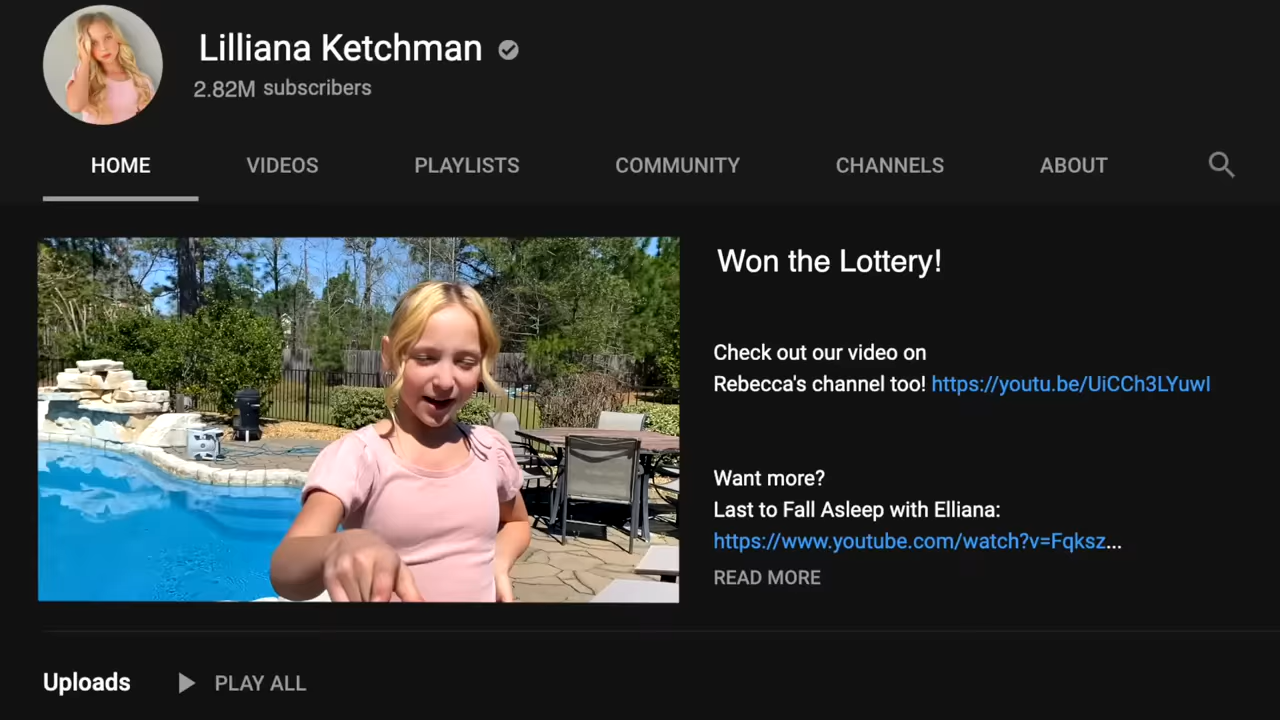 Lilliana Ketchman
2.82M subscribers
HOME VIDEOS PLAYLISTS COMMUNITY CHANNELS ABOUT
Won the Lottery!
Check out our video on
Rebecca's channel too! https://youtu.be/UiCCh3LYuwI
Want more?
Last to Fall Asleep with Elliana:
https://www.youtube.com/watch?v=Fqksz...
READ MORE
Uploads PLAY ALL